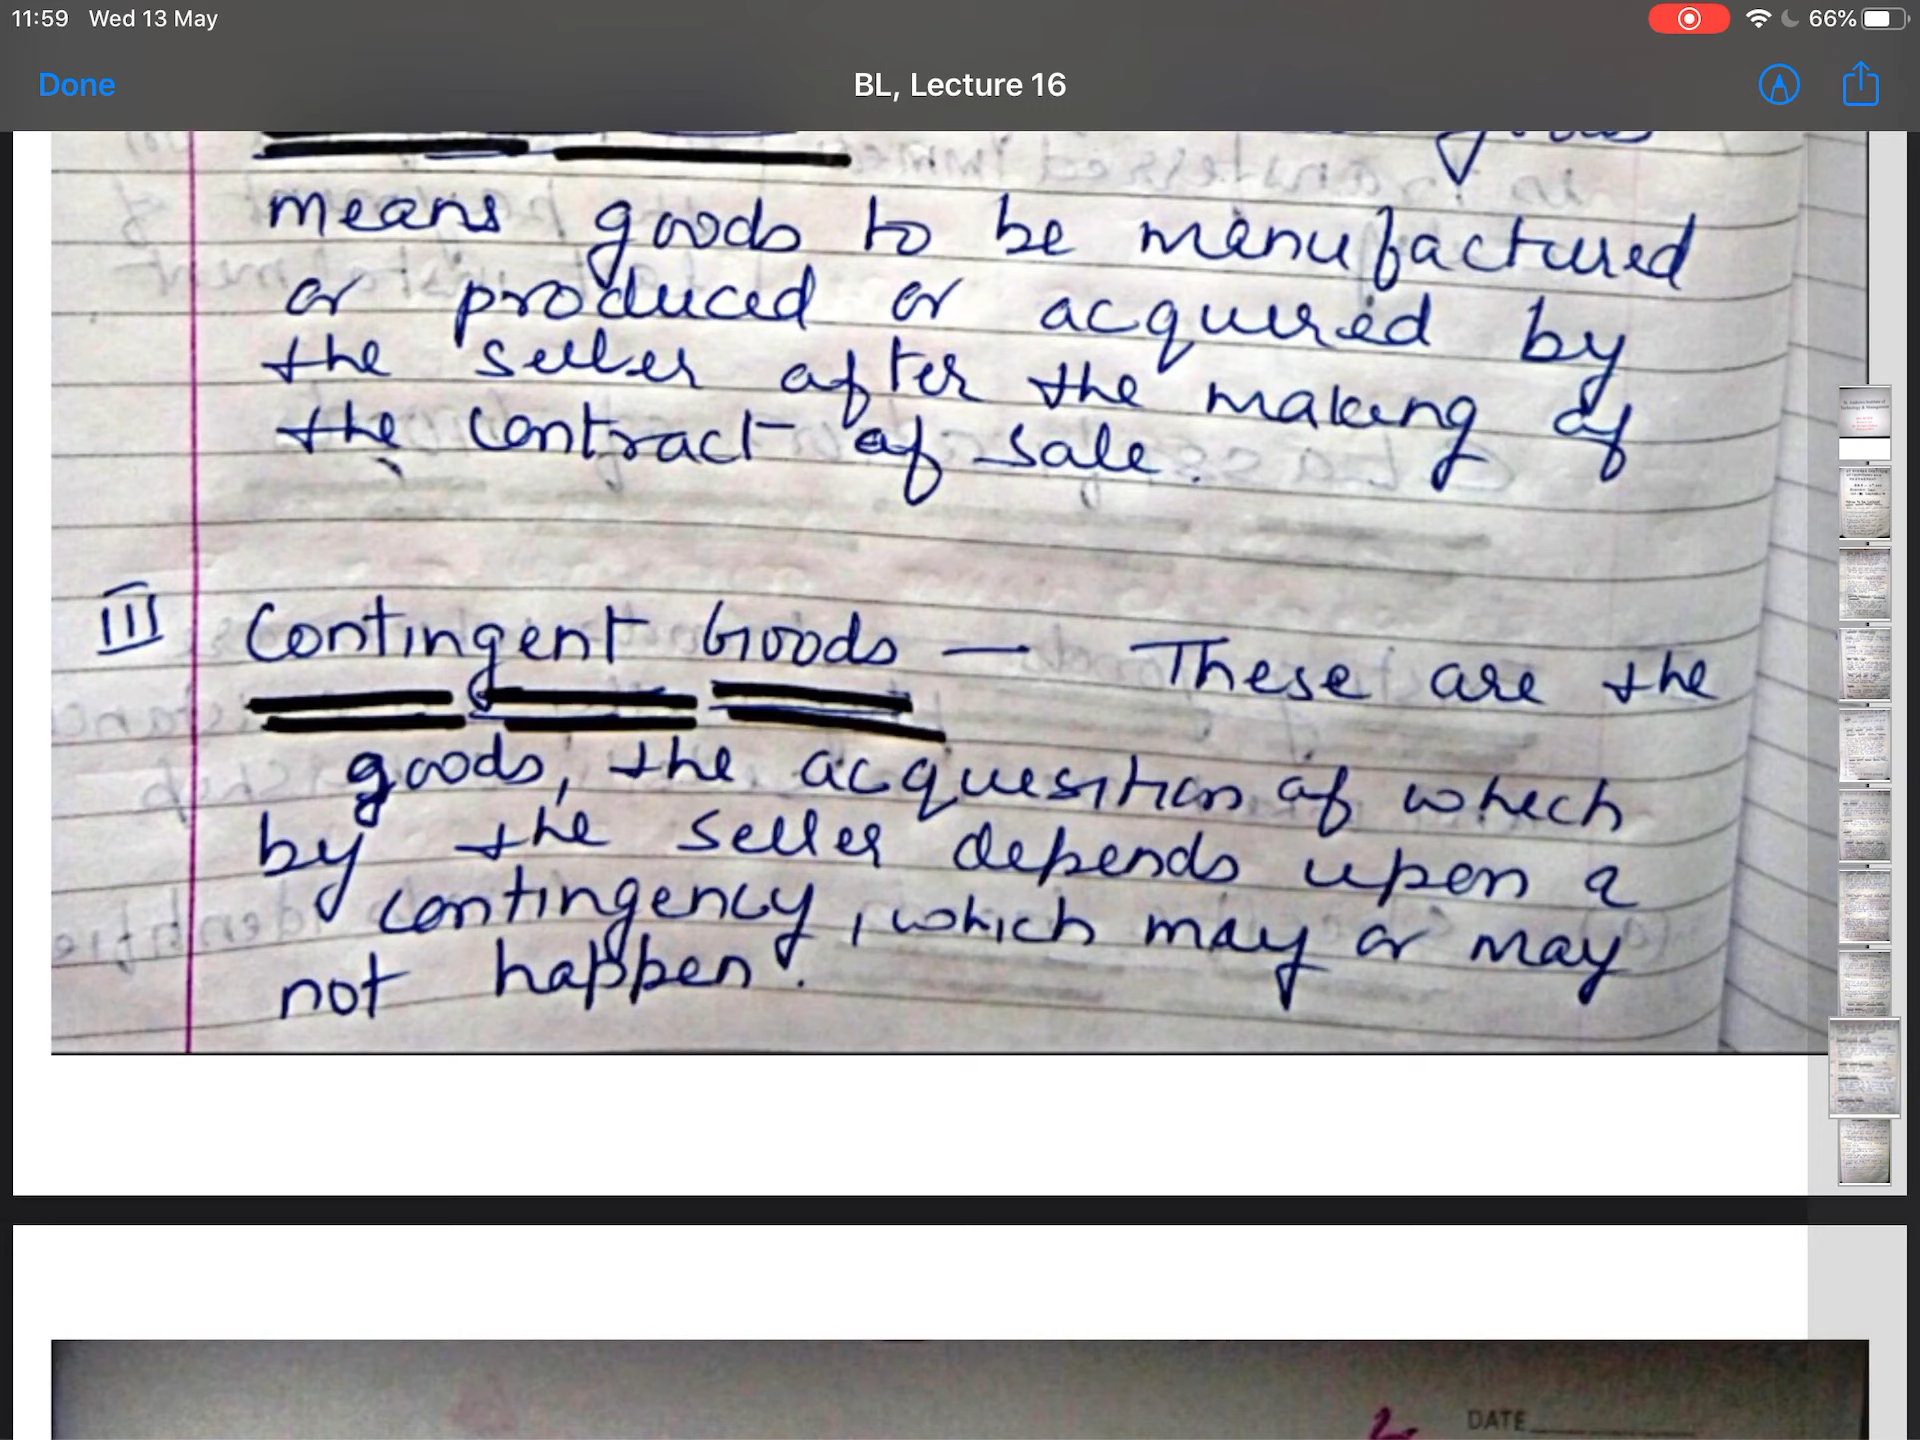 11:59 Wed 13 May
66%
Done
BL, Lecture 16
means goods to be manufactured
or produced or acquired by
the seller after the making of
the contract of sale.
III Contingent Goods — These are the
goods, the acquesition of which
by the seller depends upon a
contingency, which may or may
not happen.
2
DATE